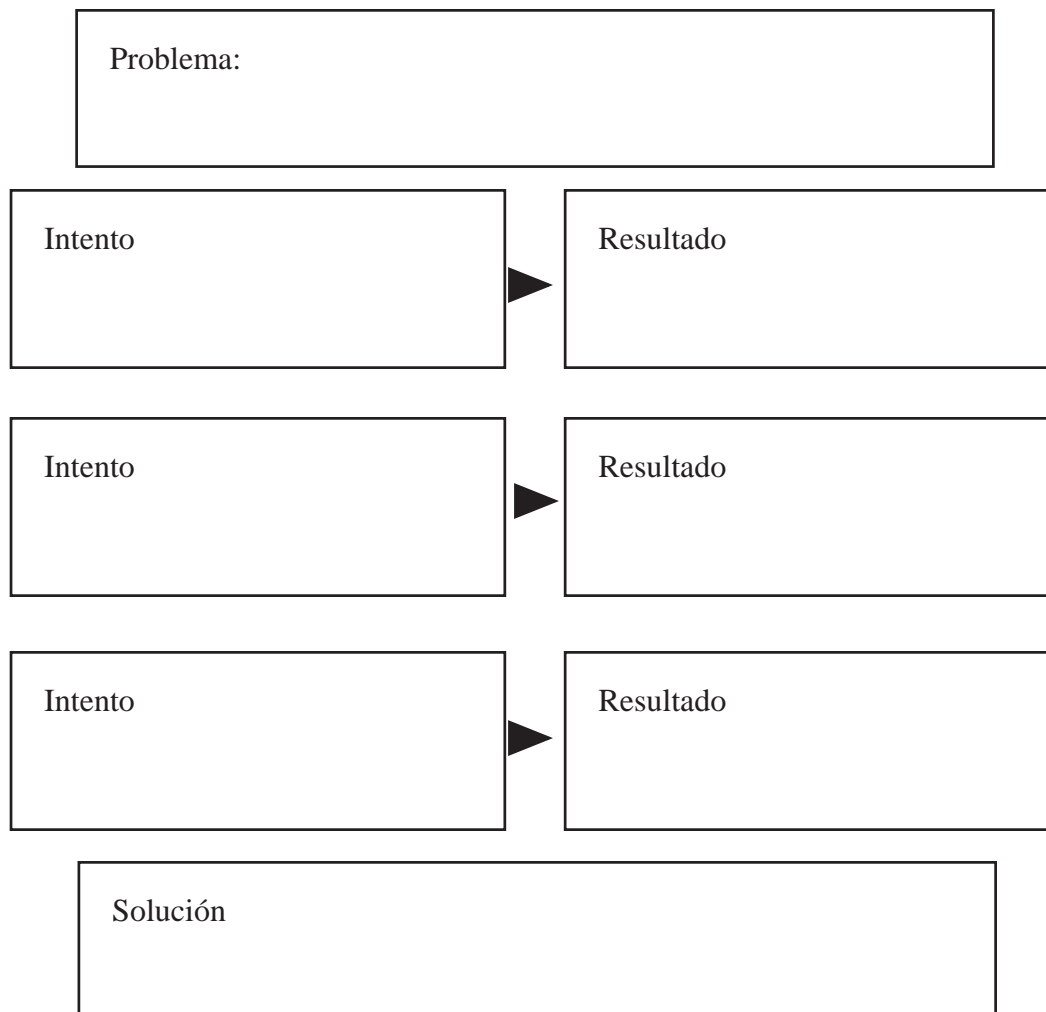 Problema:
Intento
Resultado
Intento
Resultado
Intento
Resultado
Solución